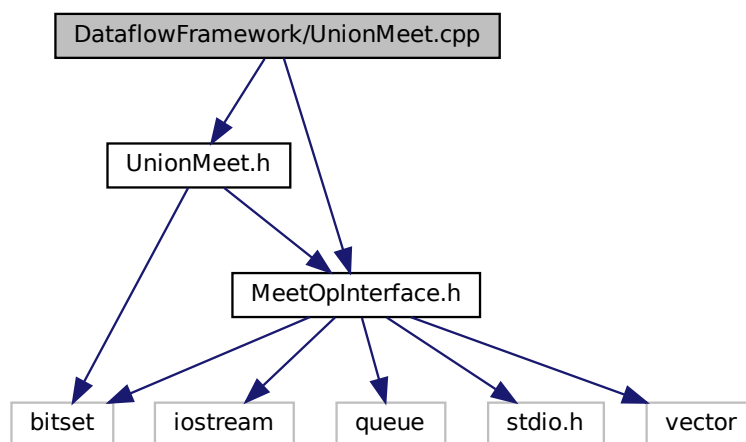 DataflowFramework/UnionMeet.cpp
UnionMeet.h
MeetOpInterface.h
bitset
iostream
queue
stdio.h
vector